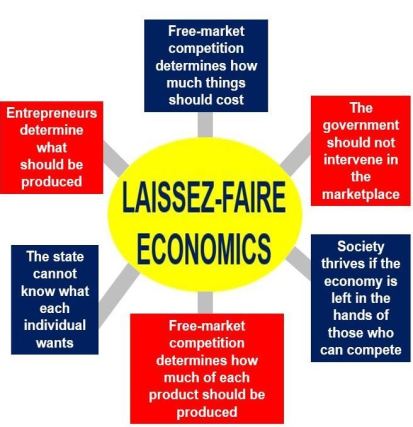 Free-market
competition
determines how
much things
should cost
Entrepreneurs
determine
what
should be
produced
The
government
should not
intervene in
the
marketplace
LAISSEZ-FAIRE
ECONOMICS
The state
cannot
know what
each
individual
wants
Society
thrives if the
economy is
left in the
hands of
those who
can compete
Free-market
competition
determines how
much of each
product should be
produced